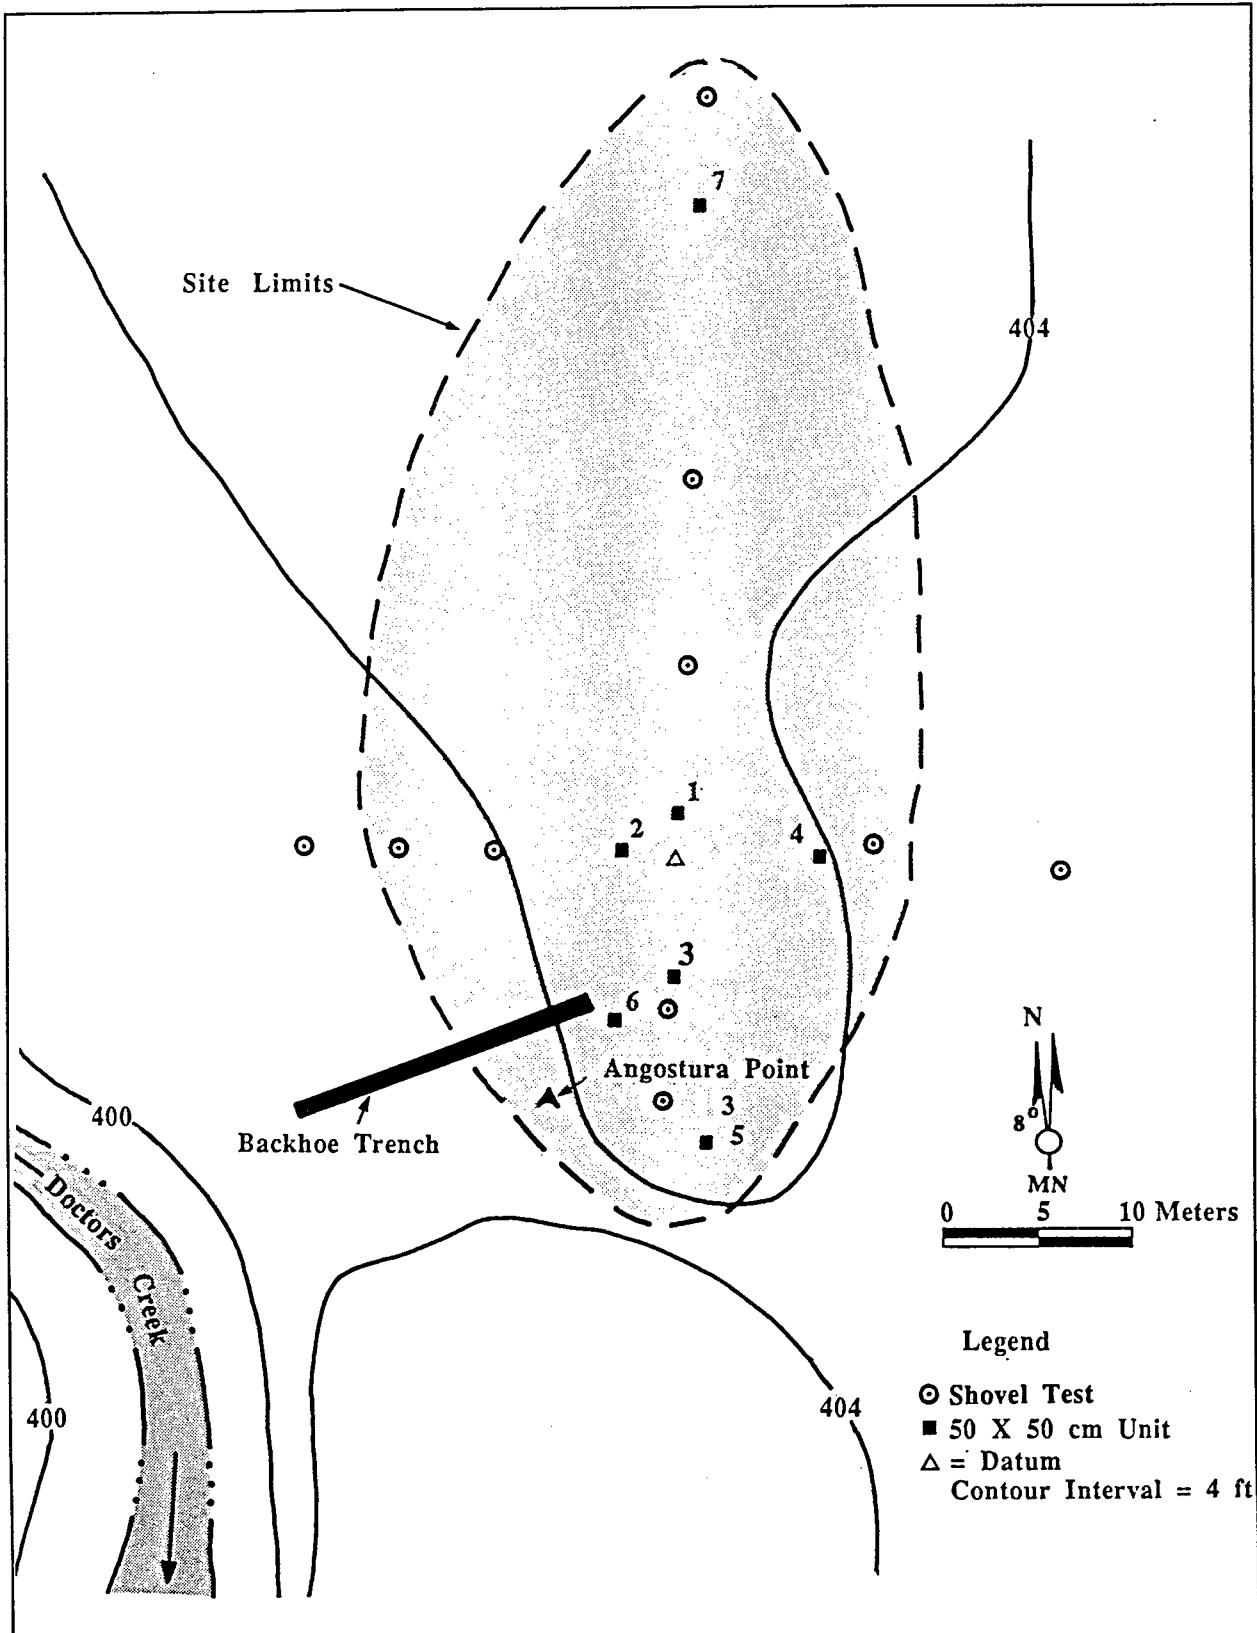 7
Site Limits
404
1
2
4
3
6
N
Angostura Point
3
8°
5
400
Backhoe Trench
MN
0 5 10 Meters
Doctors
Creek
Legend
Shovel Test
400
404
50 X 50 cm Unit
= Datum
Contour Interval = 4 ft